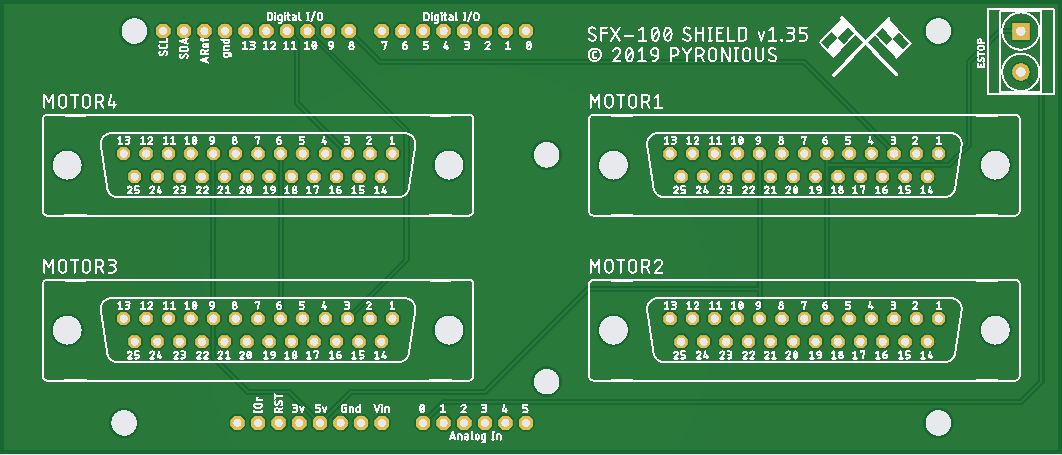 Digital I/O
Digital I/O
SCL
SDA
ARef
gnd
13 12 11 10 9 8
7 6 5 4 3 2 1 0
SFX-100 SHIELD v1.35
© 2019 PYRONIOUS
ESTOP
MOTOR4
13 12 11 10 9 8 7 6 5 4 3 2 1
25 24 23 22 21 20 19 18 17 16 15 14
MOTOR1
13 12 11 10 9 8 7 6 5 4 3 2 1
25 24 23 22 21 20 19 18 17 16 15 14
MOTOR3
13 12 11 10 9 8 7 6 5 4 3 2 1
25 24 23 22 21 20 19 18 17 16 15 14
MOTOR2
13 12 11 10 9 8 7 6 5 4 3 2 1
25 24 23 22 21 20 19 18 17 16 15 14
IOr
RST
3v 5v Gnd Vin
0 1 2 3 4 5
Analog In